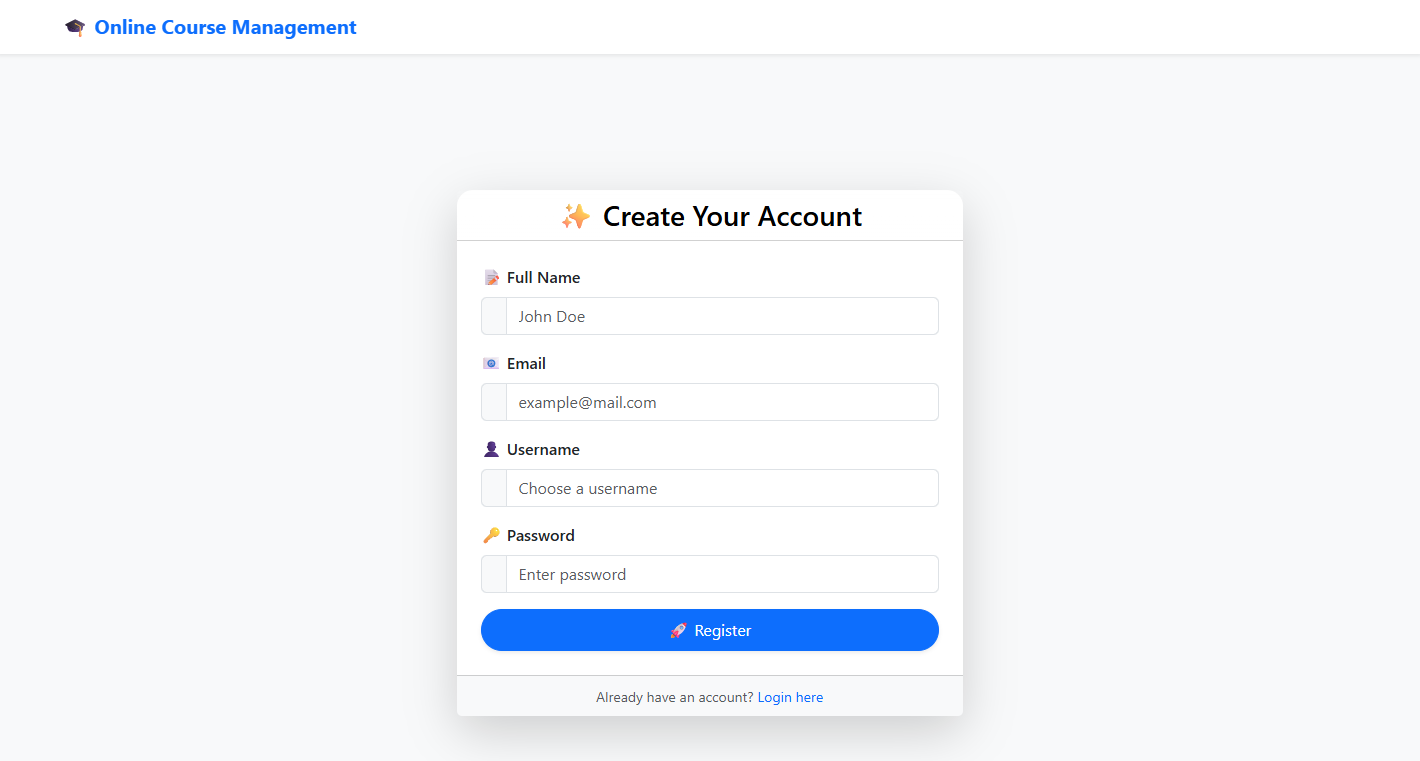 Online Course Management
Create Your Account
Full Name
John Doe
Email
example@mail.com
Username
Choose a username
Password
Enter password
Register
Already have an account? Login here